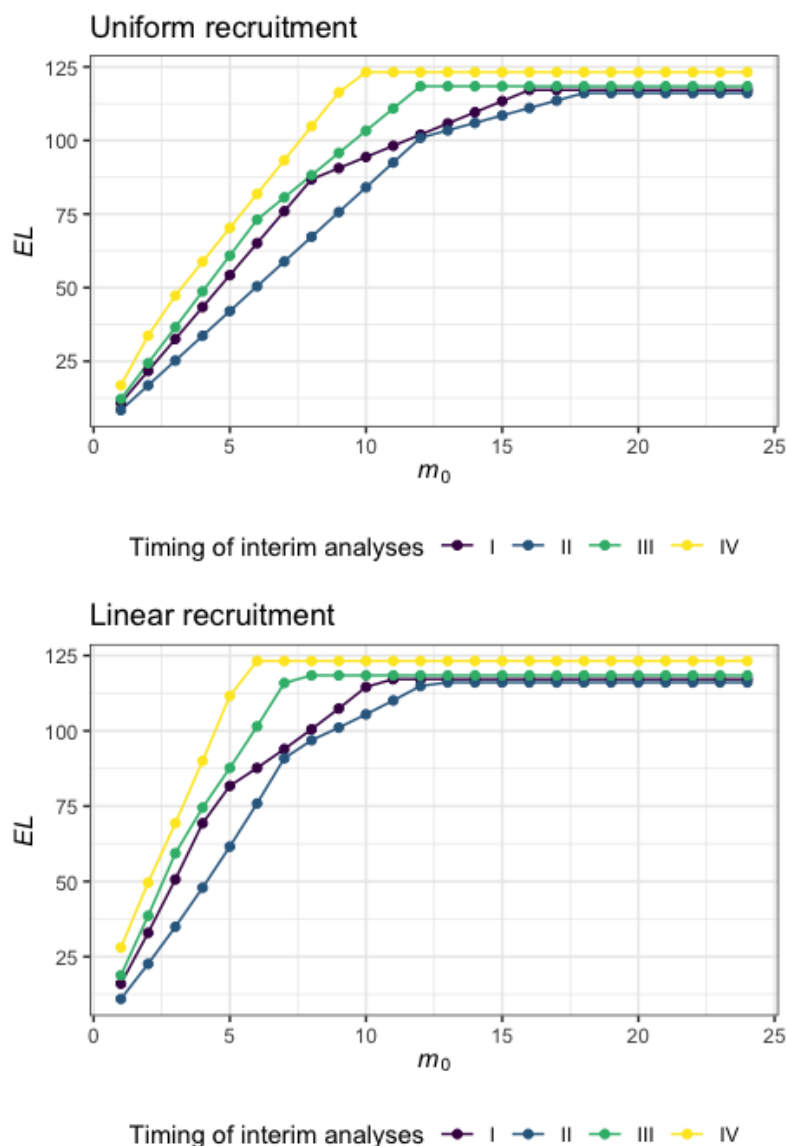 Uniform recruitment
125
100
75
50
25
EL
0 5 10 15 20 25
m0
Timing of interim analyses I II III IV
Linear recruitment
125
100
75
50
25
EL
0 5 10 15 20 25
m0
Timing of interim analyses I II III IV